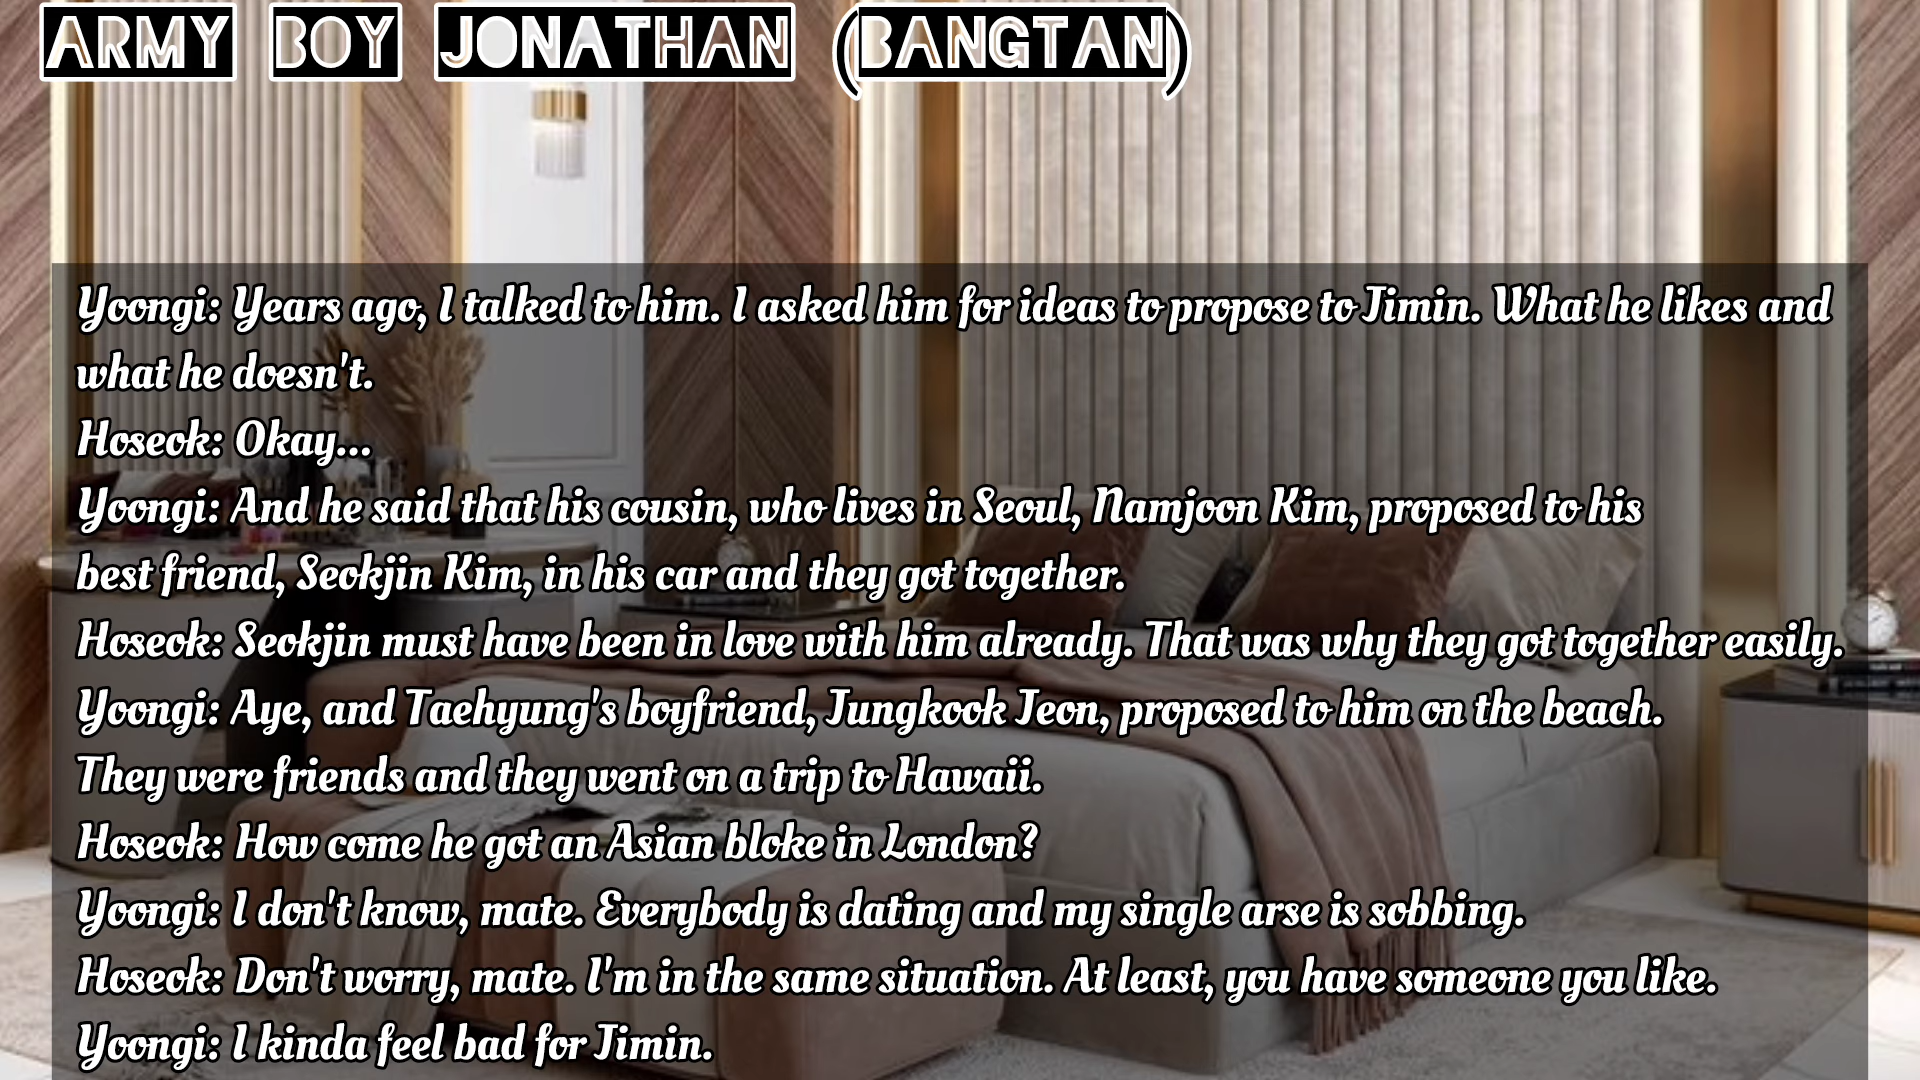 ARMY BOY JONATHAN (BANGTAN)
Yoongi: Years ago, I talked to him. I asked him for ideas to propose to Jimin. What he likes and
what he doesn't.
Hoseok: Okay...
Yoongi: And he said that his cousin, who lives in Seoul, Namjoon Kim, proposed to his
best friend, Seokjin Kim, in his car and they got together.
Hoseok: Seokjin must have been in love with him already. That was why they got together easily.
Yoongi: Aye, and Taehyung's boyfriend, Jungkook Jeon, proposed to him on the beach.
They were friends and they went on a trip to Hawaii.
Hoseok: How come he got an Asian bloke in London?
Yoongi: I don't know, mate. Everybody is dating and my single arse is sobbing.
Hoseok: Don't worry, mate. I'm in the same situation. At least, you have someone you like.
Yoongi: I kinda feel bad for Jimin.